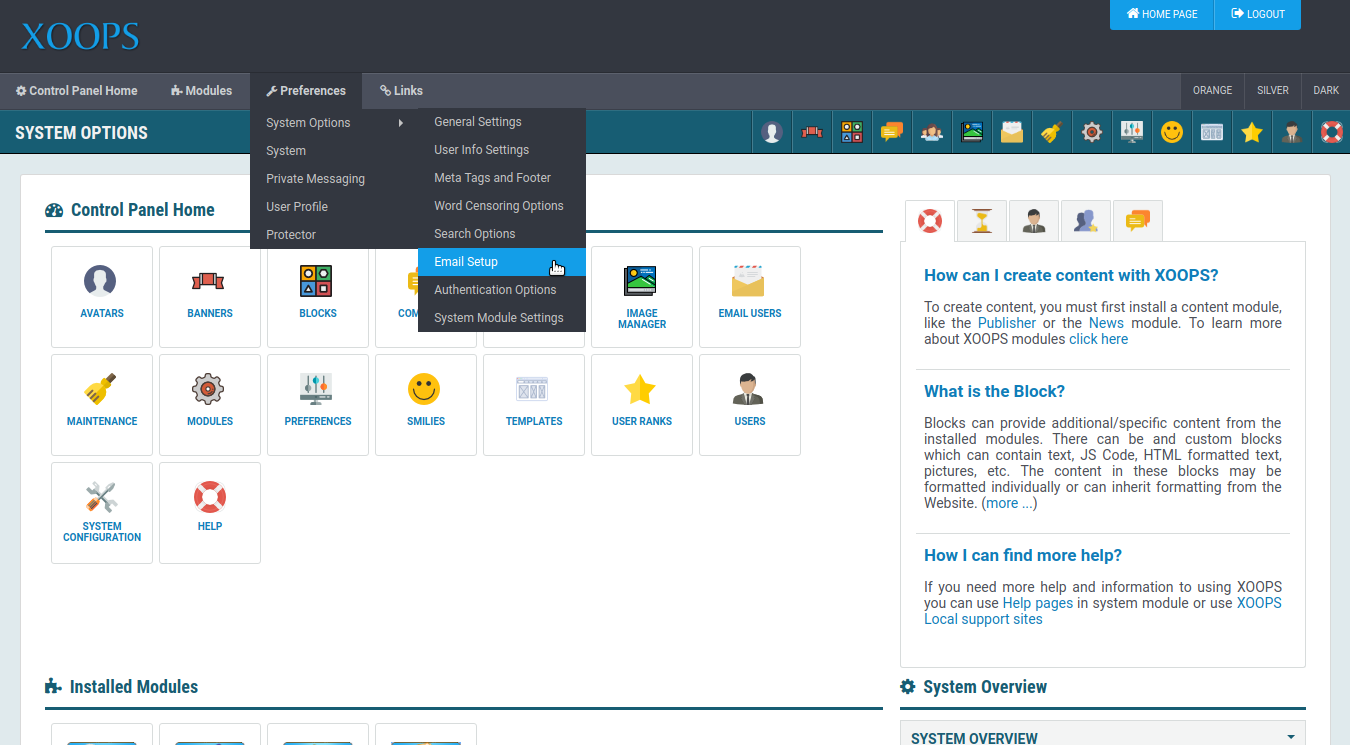 HOME PAGE
LOGOUT
XOOPS
Control Panel Home
Modules
Preferences
Links
ORANGE
SILVER
DARK
SYSTEM OPTIONS
System Options
System
Private Messaging
User Profile
Protector
General Settings
User Info Settings
Meta Tags and Footer
Word Censoring Options
Search Options
Email Setup
Authentication Options
System Module Settings
Control Panel Home
AVATARS
BANNERS
BLOCKS
IMAGE
MANAGER
EMAIL USERS
MAINTENANCE
MODULES
PREFERENCES
SMILIES
TEMPLATES
USER RANKS
USERS
SYSTEM
CONFIGURATION
HELP
How can I create content with XOOPS?
To create content, you must first install a content module,
like the Publisher or the News module. To learn more
about XOOPS modules click here
What is the Block?
Blocks can provide additional/specific content from the
installed modules. There can be and custom blocks
which can contain text, JS Code, HTML formatted text,
pictures, etc. The content in these blocks may be
formatted individually or can inherit formatting from the
Website. (more ...)
How I can find more help?
If you need more help and information to using XOOPS
you can use Help pages in system module or use XOOPS
Local support sites
Installed Modules
System Overview
SYSTEM OVERVIEW